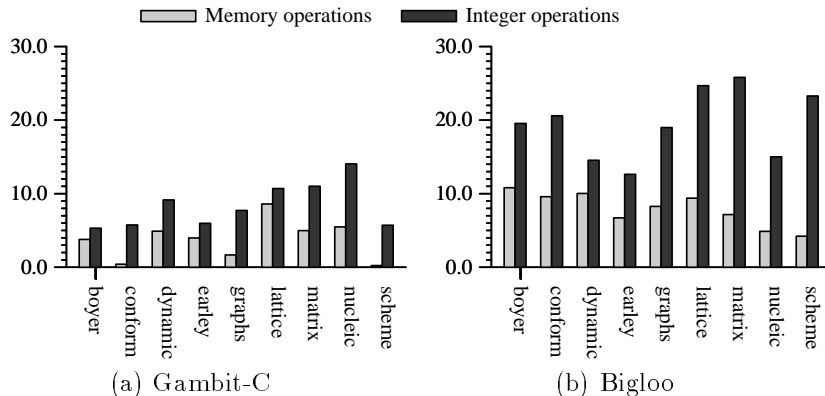 Memory operations Integer operations
30.0
20.0
10.0
0.0
boyer
conform
dynamic
earley
graphs
lattice
matrix
nucleic
scheme
(a) Gambit-C
30.0
20.0
10.0
0.0
boyer
conform
dynamic
earley
graphs
lattice
matrix
nucleic
scheme
(b) Bigloo